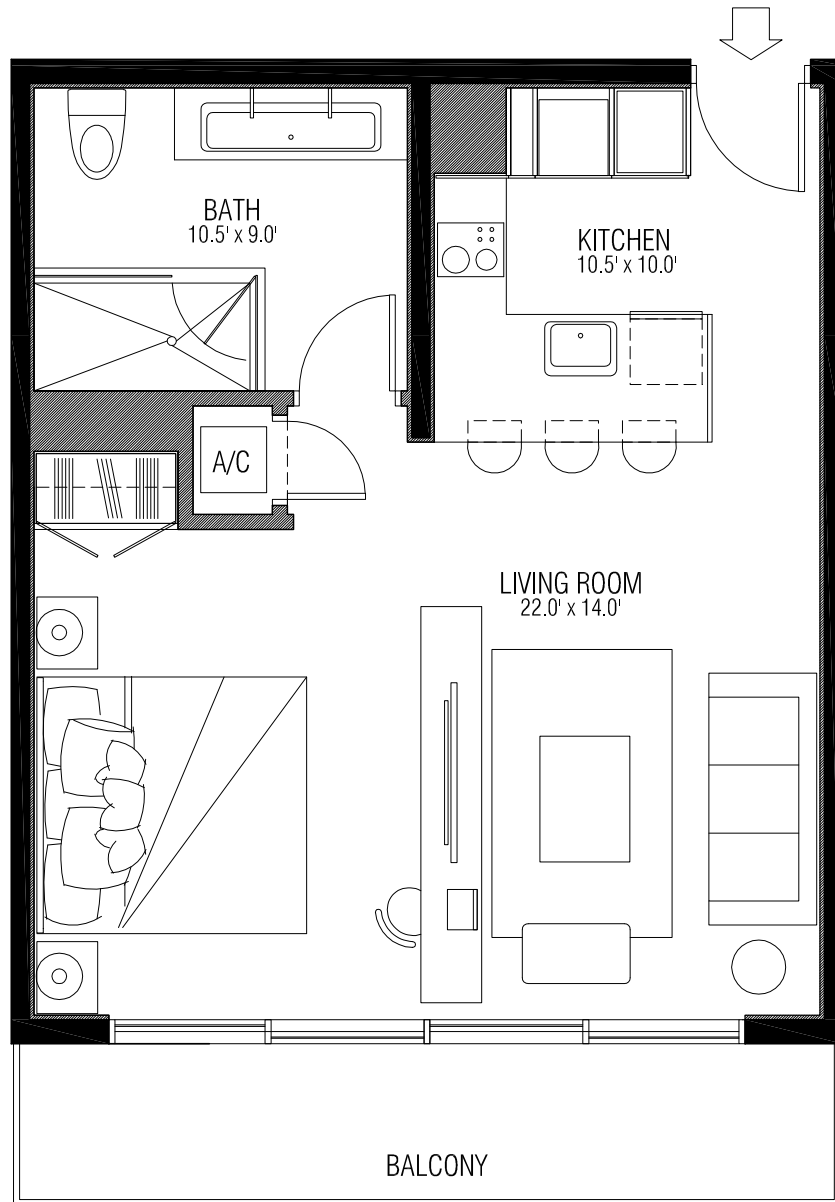 BATH
10.5' x 9.0'
KITCHEN
10.5' x 10.0'
A/C
LIVING ROOM
22.0' x 14.0'
BALCONY